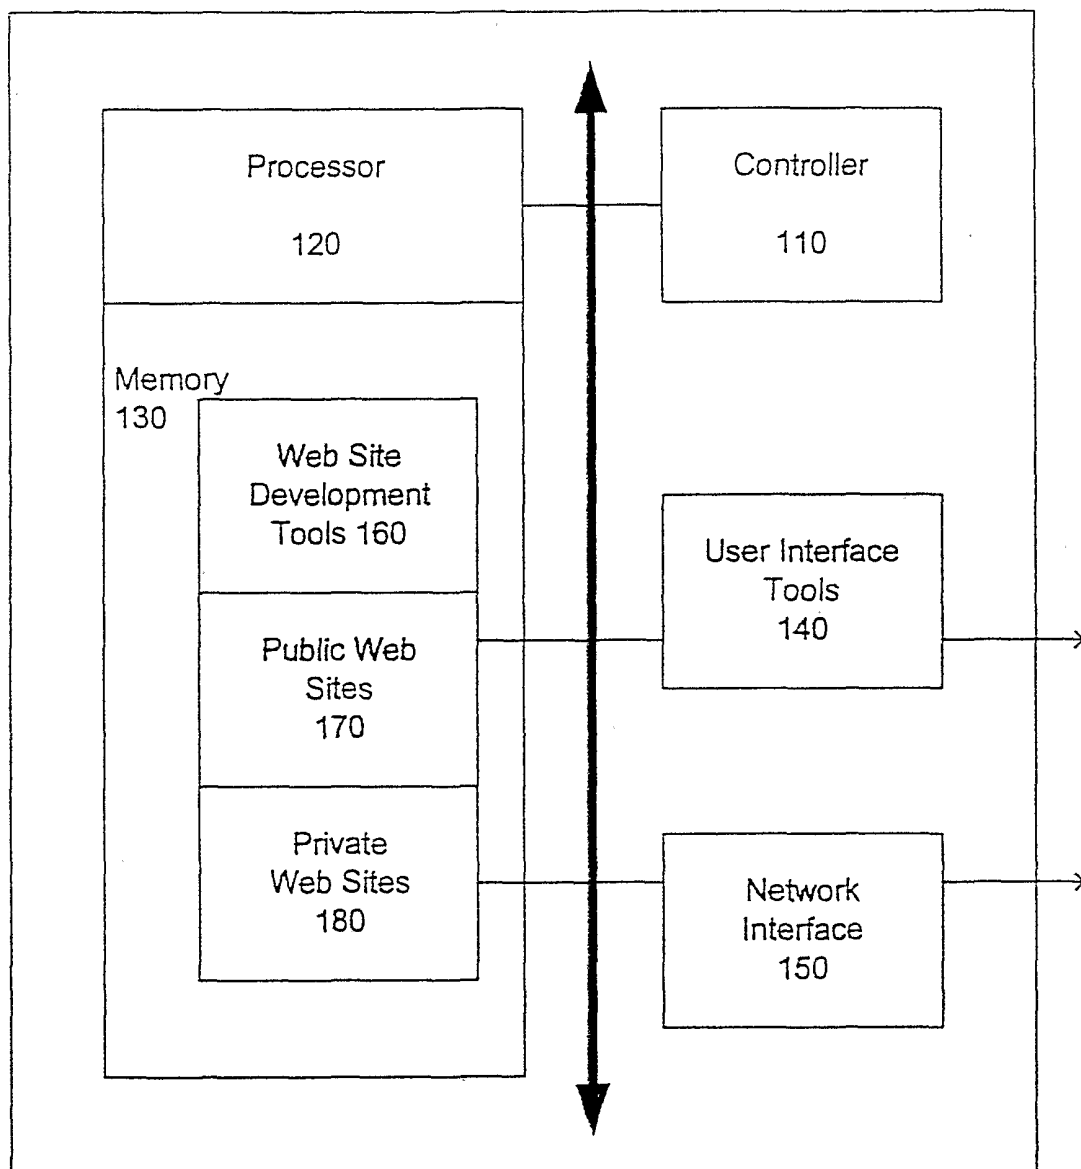 Processor
120
Controller
110
Memory
130
Web Site
Development
Tools 160
User Interface
Tools
140
Public Web
Sites
170
Private
Web Sites
180
Network
Interface
150